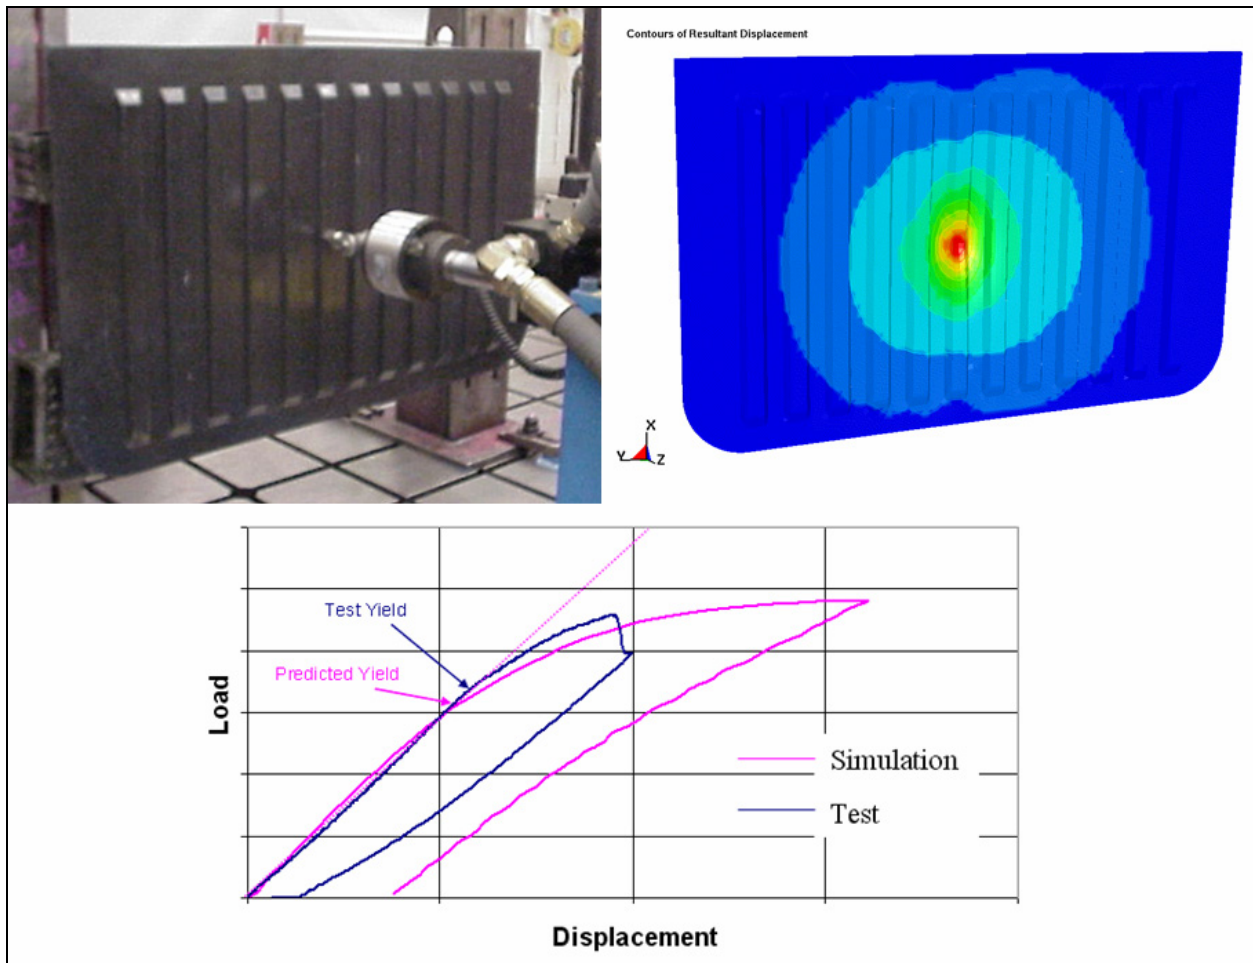 Contours of Resultant Displacement
X
Y
Z
Test Yield
Predicted Yield
Load
Simulation
Test
Displacement